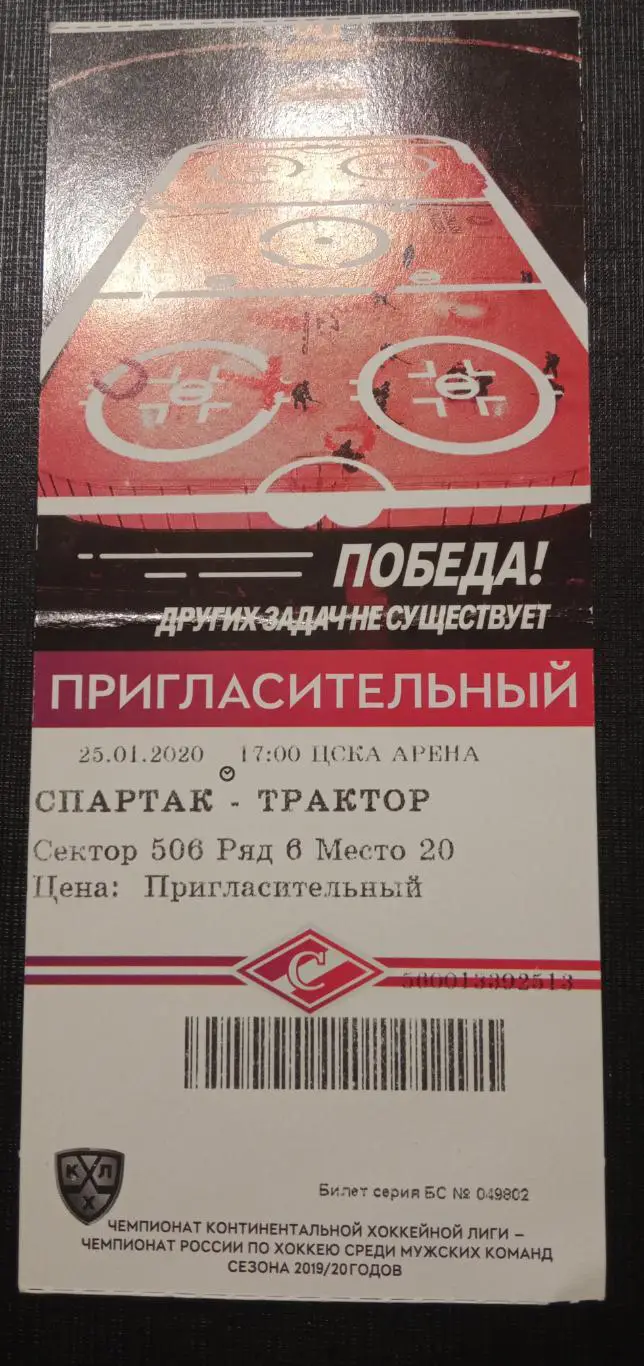 ПОБЕДА!
ДРУГИХ ЗАДАЧ НЕ СУЩЕСТВУЕТ
ПРИГЛАСИТЕЛЬНЫЙ
25.01.2020 17:00 ЦСКА АРЕНА
СПАРТАК - ТРАКТОР
Сектор 506 Ряд 6 Место 20
Цена: Пригласительный
С
560013392513
КХЛ
Билет серия БС № 049802
ЧЕМПИОНАТ КОНТИНЕНТАЛЬНОЙ ХОККЕЙНОЙ ЛИГИ –
ЧЕМПИОНАТ РОССИИ ПО ХОККЕЮ СРЕДИ МУЖСКИХ КОМАНД
СЕЗОНА 2019/20ГОДОВ